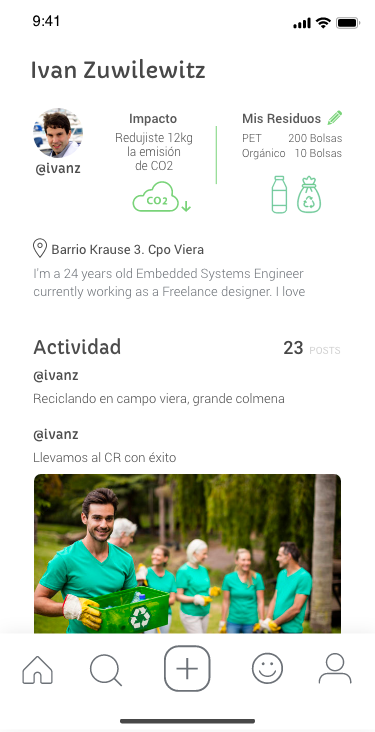 9:41
Ivan Zuwilewitz
@ivanz
Impacto
Redujiste 12kg
la emisión
de CO2
CO2
Mis Residuos
PET 200 Bolsas
Orgánico 10 Bolsas
Barrio Krause 3. Cpo Viera
I'm a 24 years old Embedded Systems Engineer
currently working as a Freelance designer. I love
Actividad 23 POSTS
@ivanz
Reciclando en campo viera, grande colmena
@ivanz
Llevamos al CR con éxito